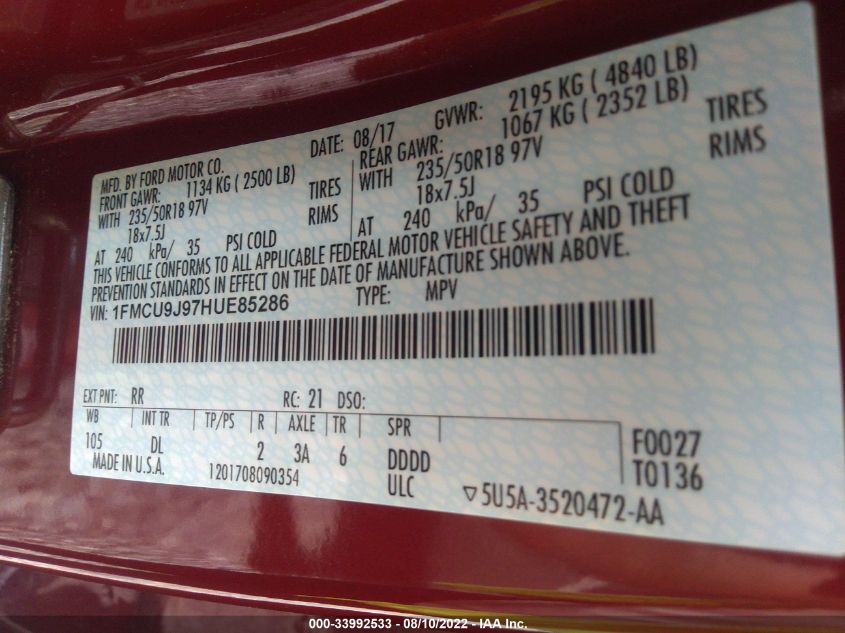 MFD. BY FORD MOTOR CO.
DATE: 08/17
GVWR: 2195 KG ( 4840 LB)
FRONT GAWR: 1134 KG ( 2500 LB)
WITH 235/50R18 97V TIRES
18x7.5J RIMS
AT 240 kPa/ 35 PSI COLD
REAR GAWR: 1067 KG ( 2352 LB)
WITH 235/50R18 97V TIRES
18x7.5J RIMS
AT 240 kPa/ 35 PSI COLD
THIS VEHICLE CONFORMS TO ALL APPLICABLE FEDERAL MOTOR VEHICLE SAFETY AND THEFT
PREVENTION STANDARDS IN EFFECT ON THE DATE OF MANUFACTURE SHOWN ABOVE.
VIN: 1FMCU9J97HUE85286 TYPE: MPV
EXT PNT: RR RC: 21 DSO:
WB INT TR TP/PS R AXLE TR SPR
105 DL 2 3A 6 DDDD
F0027
MADE IN U.S.A. 1201708090354 ULC
T0136
▽5U5A-3520472-AA
000-33992533 - 08/10/2022 - IAA Inc.